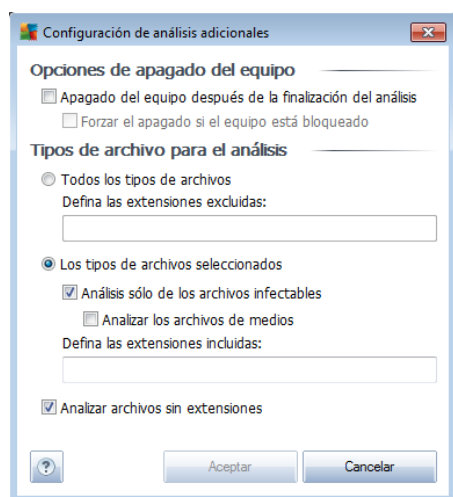 Configuración de análisis adicionales
Opciones de apagado del equipo
Apagado del equipo después de la finalización del análisis
Forzar el apagado si el equipo está bloqueado
Tipos de archivo para el análisis
Todos los tipos de archivos
Defina las extensiones excluidas:
Los tipos de archivos seleccionados
Análisis sólo de los archivos infectables
Analizar los archivos de medios
Defina las extensiones incluidas:
Analizar archivos sin extensiones
? Aceptar Cancelar